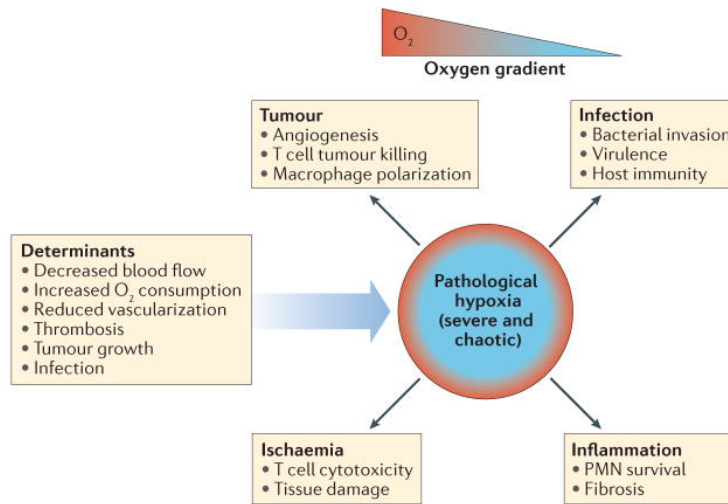 O₂
Oxygen gradient
Tumour
• Angiogenesis
• T cell tumour killing
• Macrophage polarization
Infection
• Bacterial invasion
• Virulence
• Host immunity
Determinants
• Decreased blood flow
• Increased O₂ consumption
• Reduced vascularization
• Thrombosis
• Tumour growth
• Infection
Pathological
hypoxia
(severe and
chaotic)
Ischaemia
• T cell cytotoxicity
• Tissue damage
Inflammation
• PMN survival
• Fibrosis